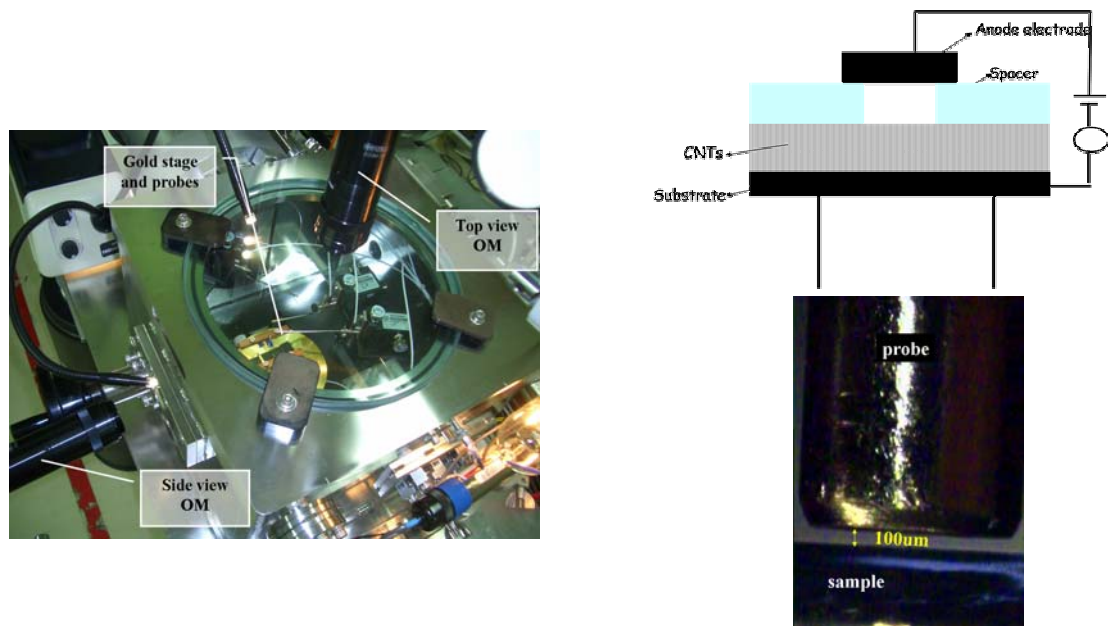 Gold stage
and probes
Top view
OM
Side view
OM
Anode electrode
Spacer
CNTs
Substrate
probe
100um
sample